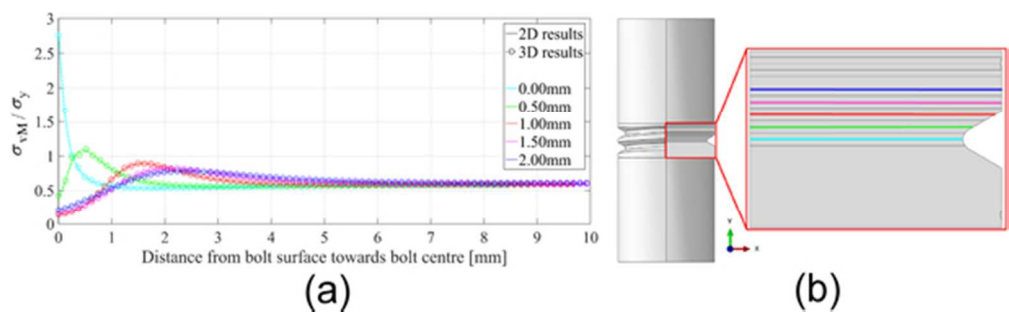 3
2.5
2
1.5
1
0.5
0
σvM / σy
0 1 2 3 4 5 6 7 8 9 10
Distance from bolt surface towards bolt centre [mm]
2D results
3D results
0.00mm
0.50mm
1.00mm
1.50mm
2.00mm
(a)
Y
X
(b)